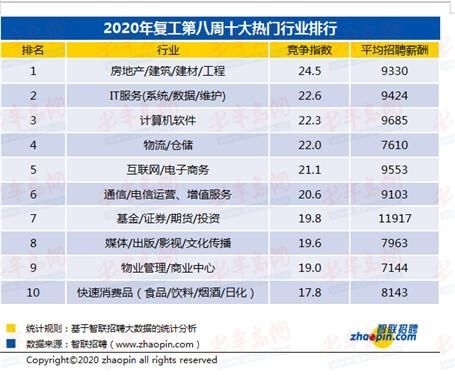 2020年复工第八周十大热门行业排行
排名 行业 竞争指数 平均招聘薪酬
1 房地产/建筑/建材/工程 24.5 9330
2 IT服务(系统/数据/维护) 22.6 9424
3 计算机软件 22.3 9685
4 物流/仓储 22.0 7610
5 互联网/电子商务 21.1 9553
6 通信/电信运营、增值服务 20.6 9103
7 基金/证券/期货/投资 19.8 11917
8 媒体/出版/影视/文化传播 19.6 7963
9 物业管理/商业中心 19.0 7144
10 快速消费品（食品/饮料/烟酒/日化） 17.8 8143
统计规则：基于智联招聘大数据的统计分析
数据来源：智联招聘（www.zhaopin.com）
Copyright©2020 zhaopin all rights reserved
智联招聘
zhaopin.com
半岛网